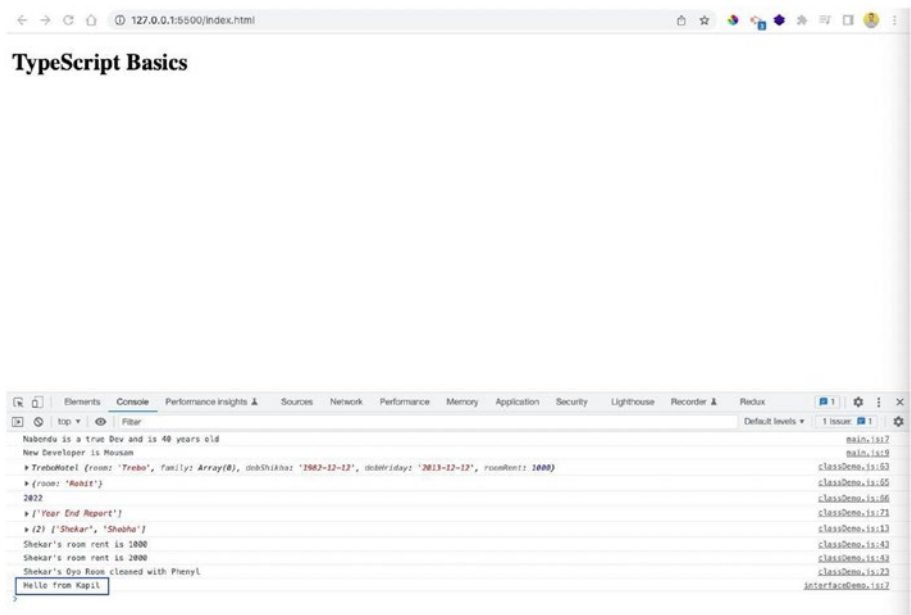 127.0.0.1:5500/index.html
TypeScript Basics
Elements Console Performance insights Sources Network Performance Memory Application Security Lighthouse Recorder Redux 1
top Filter Default levels 1 Issue: 1
Nabendu is a true Dev and is 40 years old main.js:7
New Developer is Mousam main.js:9
TreboHotel {room: 'Trebo', family: Array(0), dobShikha: '1982-12-12', dobHriday: '2013-12-12', roomRent: 1000} classDemo.js:63
{room: 'Rohit'} classDemo.js:65
2022 classDemo.js:66
['Year End Report'] classDemo.js:71
(2) ['Shekar', 'Shobha'] classDemo.js:13
Shekar's room rent is 1000 classDemo.js:43
Shekar's room rent is 2000 classDemo.js:43
Shekar's Oyo Room cleaned with Phenyl classDemo.js:23
Hello from Kapil interfaceDemo.js:7